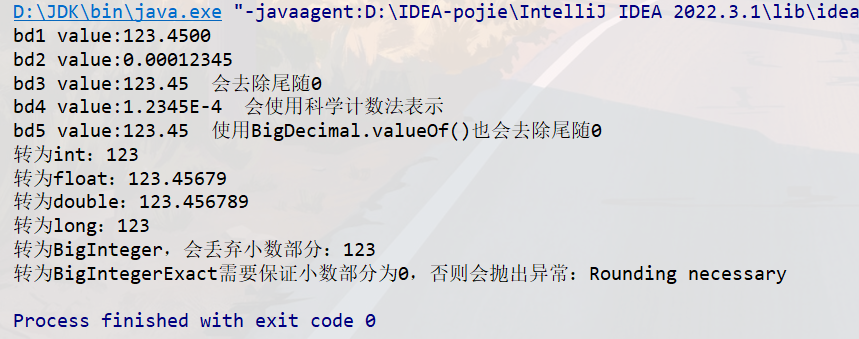 D:\JDK\bin\java.exe "-javaagent:D:\IDEA-pojie\IntelliJ IDEA 2022.3.1\lib\idea
bd1 value:123.4500
bd2 value:0.00012345
bd3 value:123.45  会去除尾随0
bd4 value:1.2345E-4  会使用科学计数法表示
bd5 value:123.45  使用BigDecimal.valueOf()也会去除尾随0
转为int：123
转为float：123.45679
转为double：123.456789
转为long：123
转为BigInteger，会丢弃小数部分：123
转为BigIntegerExact需要保证小数部分为0，否则会抛出异常：Rounding necessary
Process finished with exit code 0